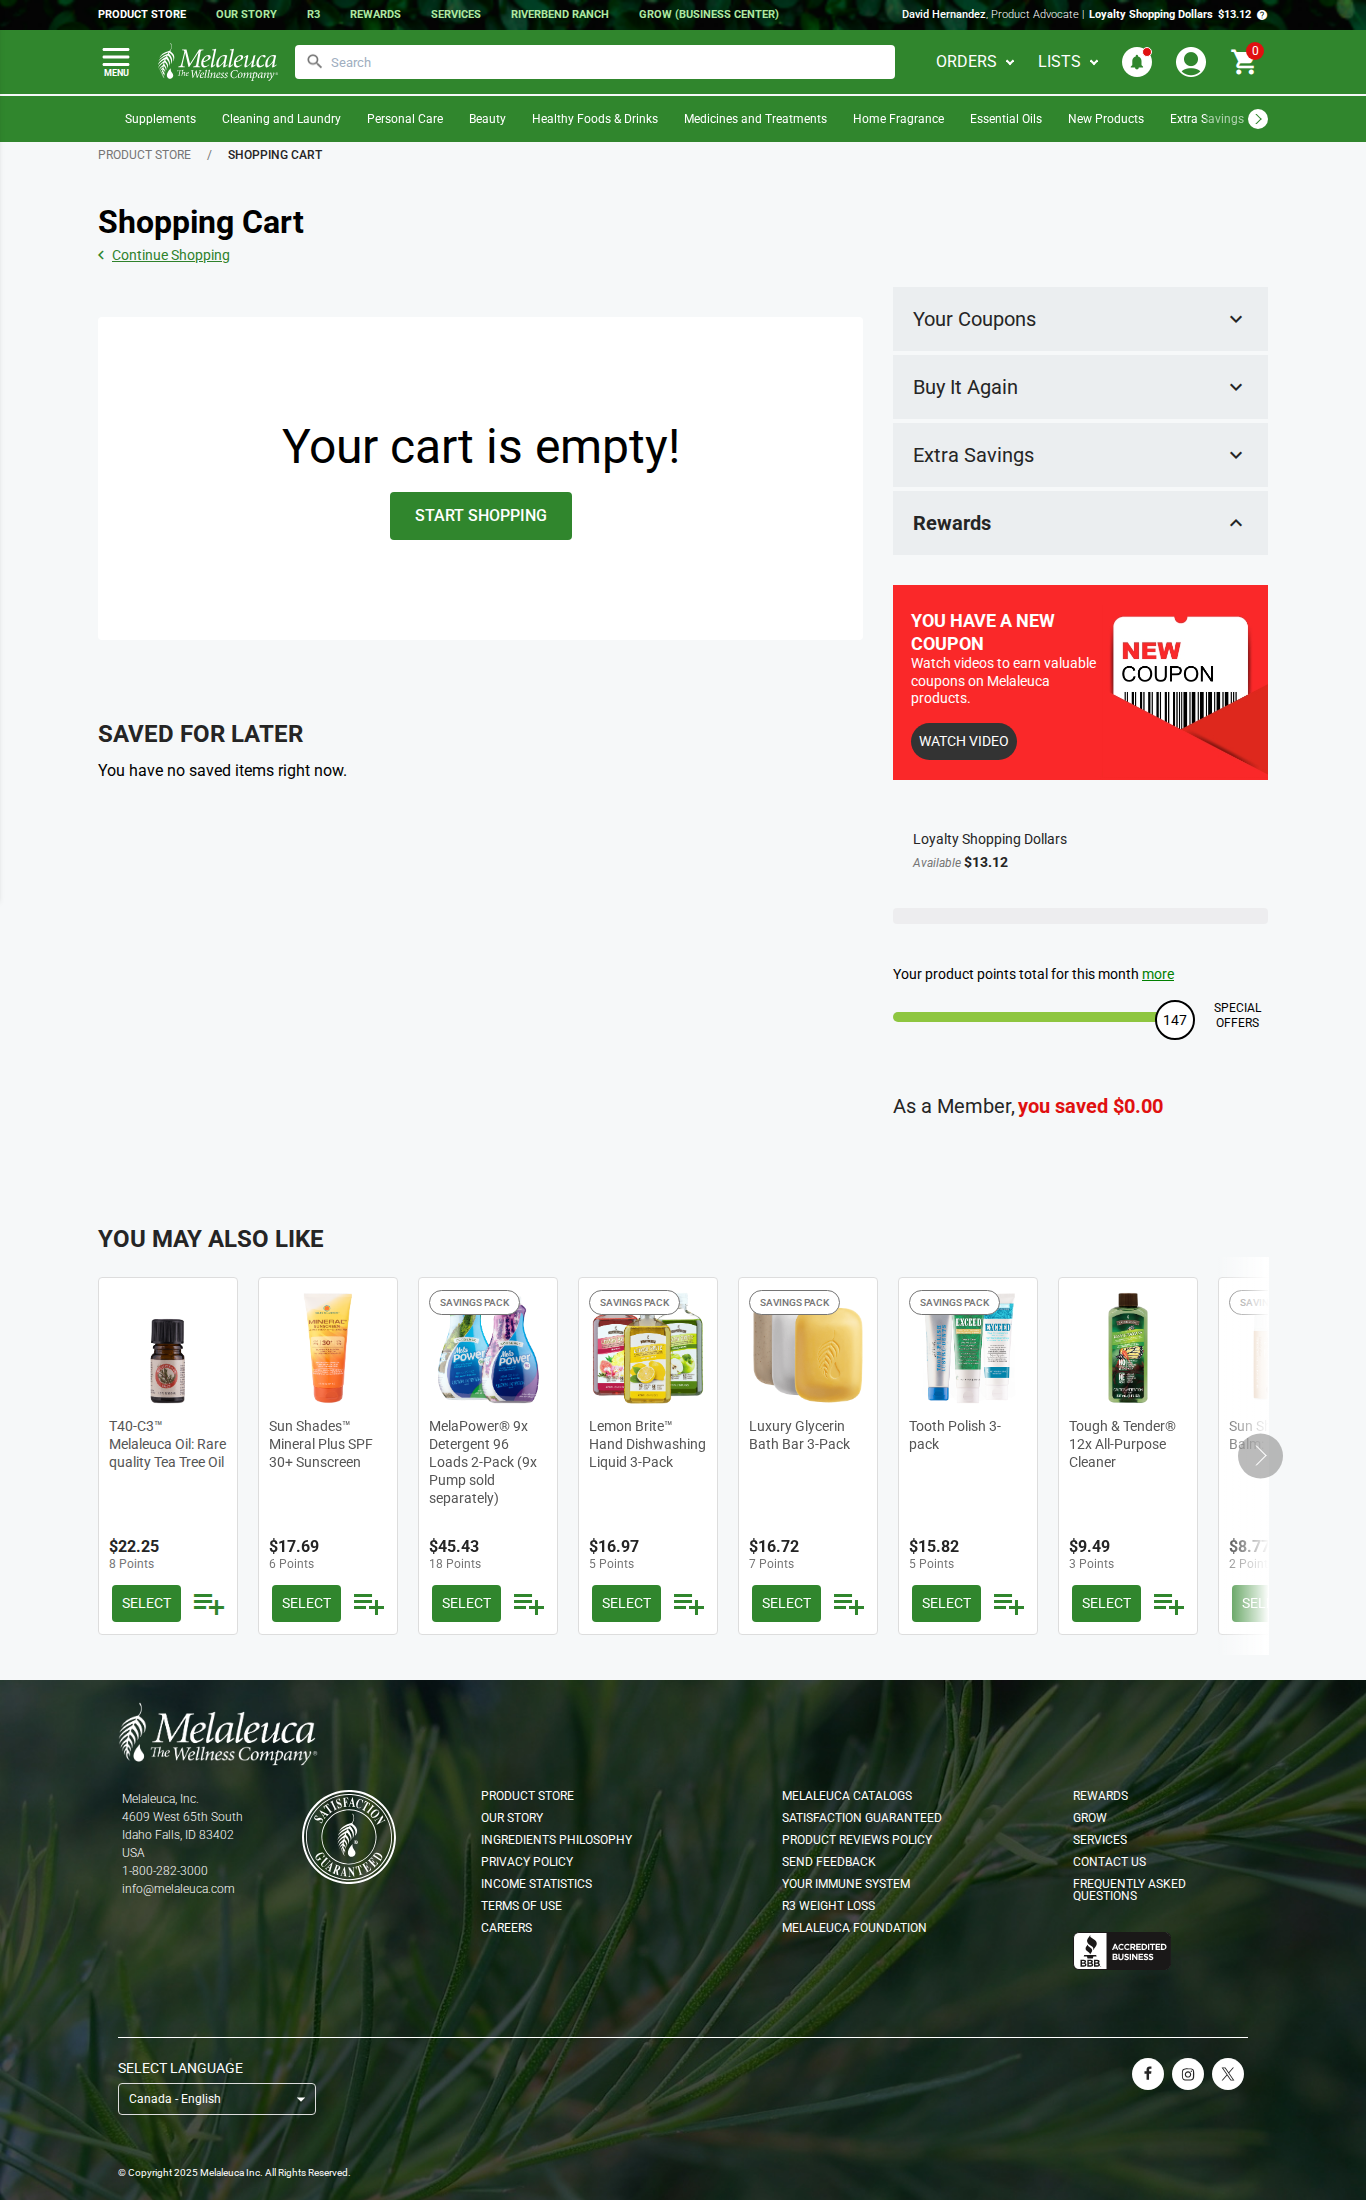 PRODUCT STORE OUR STORY R3 REWARDS SERVICES RIVERBEND RANCH GROW (BUSINESS CENTER) David Hernandez, Product Advocate | Loyalty Shopping Dollars $13.12
MENU
Melaleuca
The Wellness Company
Search
ORDERS LISTS 0
Supplements Cleaning and Laundry Personal Care Beauty Healthy Foods & Drinks Medicines and Treatments Home Fragrance Essential Oils New Products Extra Savings
PRODUCT STORE / SHOPPING CART
Shopping Cart
Continue Shopping
Your cart is empty!
START SHOPPING
SAVED FOR LATER
You have no saved items right now.
Your Coupons
Buy It Again
Extra Savings
Rewards
YOU HAVE A NEW
COUPON
Watch videos to earn valuable
coupons on Melaleuca
products.
WATCH VIDEO
NEW
COUPON
Loyalty Shopping Dollars
Available $13.12
Your product points total for this month more
147
SPECIAL
OFFERS
As a Member, you saved $0.00
YOU MAY ALSO LIKE
T40-C3™
Melaleuca Oil: Rare
quality Tea Tree Oil
$22.25
8 Points
SELECT
MINERAL
Sun Shades™
Mineral Plus SPF
30+ Sunscreen
$17.69
6 Points
SELECT
SAVINGS PACK
Mela
Power
Mela
Power
MelaPower® 9x
Detergent 96
Loads 2-Pack (9x
Pump sold
separately)
$45.43
18 Points
SELECT
SAVINGS PACK
Lemon Brite™
Hand Dishwashing
Liquid 3-Pack
$16.97
5 Points
SELECT
SAVINGS PACK
Luxury Glycerin
Bath Bar 3-Pack
$16.72
7 Points
SELECT
SAVINGS PACK
EXCEED
EXCEED
Tooth Polish 3-
pack
$15.82
5 Points
SELECT
Tough & Tender®
12x All-Purpose
Cleaner
$9.49
3 Points
SELECT
Melaleuca
The Wellness Company®
Melaleuca, Inc.
4609 West 65th South
Idaho Falls, ID 83402
USA
1-800-282-3000
info@melaleuca.com
SATISFACTION
GUARANTEED
PRODUCT STORE
OUR STORY
INGREDIENTS PHILOSOPHY
PRIVACY POLICY
INCOME STATISTICS
TERMS OF USE
CAREERS
MELALEUCA CATALOGS
SATISFACTION GUARANTEED
PRODUCT REVIEWS POLICY
SEND FEEDBACK
YOUR IMMUNE SYSTEM
R3 WEIGHT LOSS
MELALEUCA FOUNDATION
REWARDS
GROW
SERVICES
CONTACT US
FREQUENTLY ASKED
QUESTIONS
BBB
ACCREDITED
BUSINESS
SELECT LANGUAGE
Canada - English
© Copyright 2025 Melaleuca Inc. All Rights Reserved.